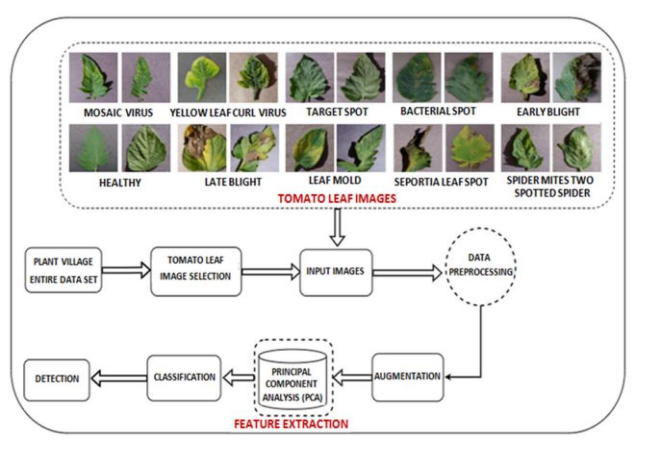 MOSAIC VIRUS YELLOW LEAF CURL VIRUS TARGET SPOT BACTERIAL SPOT EARLY BLIGHT
HEALTHY LATE BLIGHT LEAF MOLD SEPORTIA LEAF SPOT SPIDER MITES TWO
SPOTTED SPIDER
TOMATO LEAF IMAGES
PLANT VILLAGE
ENTIRE DATA SET
TOMATO LEAF
IMAGE SELECTION
INPUT IMAGES
DATA
PREPROCESSING
DETECTION
CLASSIFICATION
PRINCIPAL
COMPONENT
ANALYSIS (PCA)
AUGMENTATION
FEATURE EXTRACTION